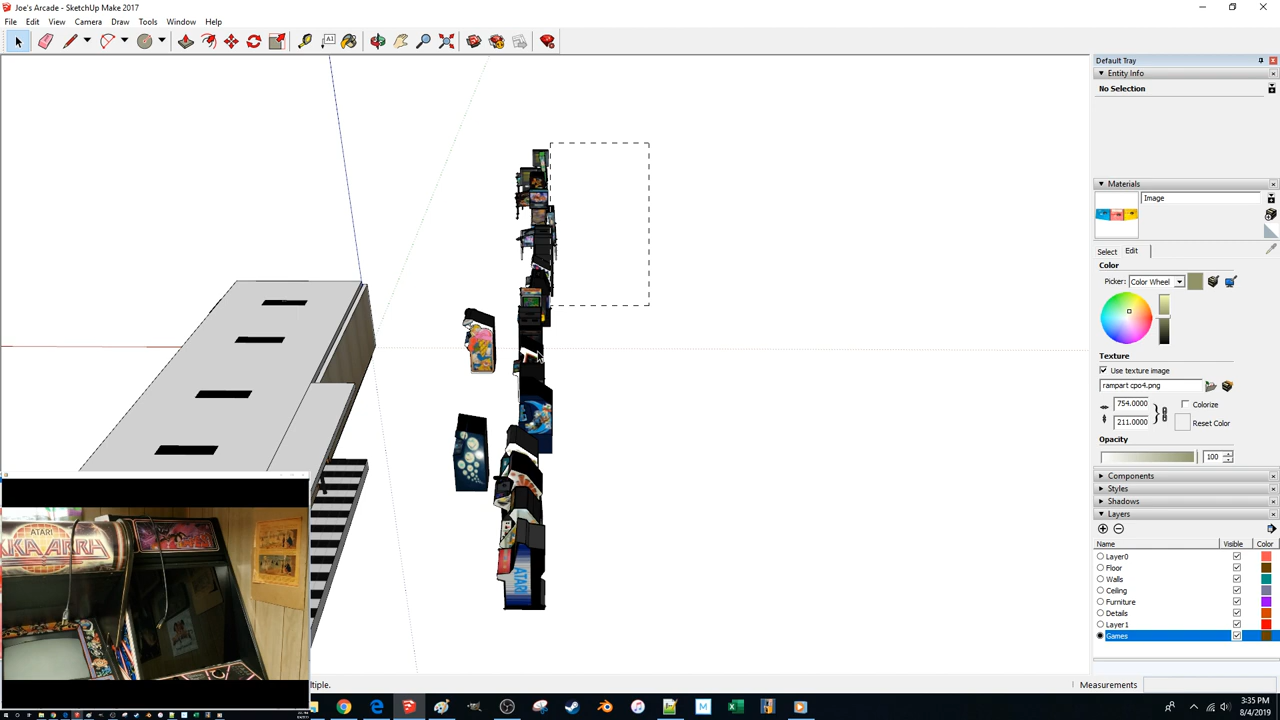 Joe's Arcade - SketchUp Make 2017
File Edit View Camera Draw Tools Window Help
Default Tray
Entity Info
No Selection
Materials
Image
Select Edit
Color
Picker: Color Wheel
Texture
Use texture image
rampart cpo4.png
754.0000 Colorize
211.0000 Reset Color
Opacity
100
Components
Styles
Shadows
Layers
Name Visible Color
Layer0
Floor
Walls
Ceiling
Furniture
Details
Layer1
Games
ATARI
ATARI
ltiple.
Measurements
3:35 PM
8/4/2019